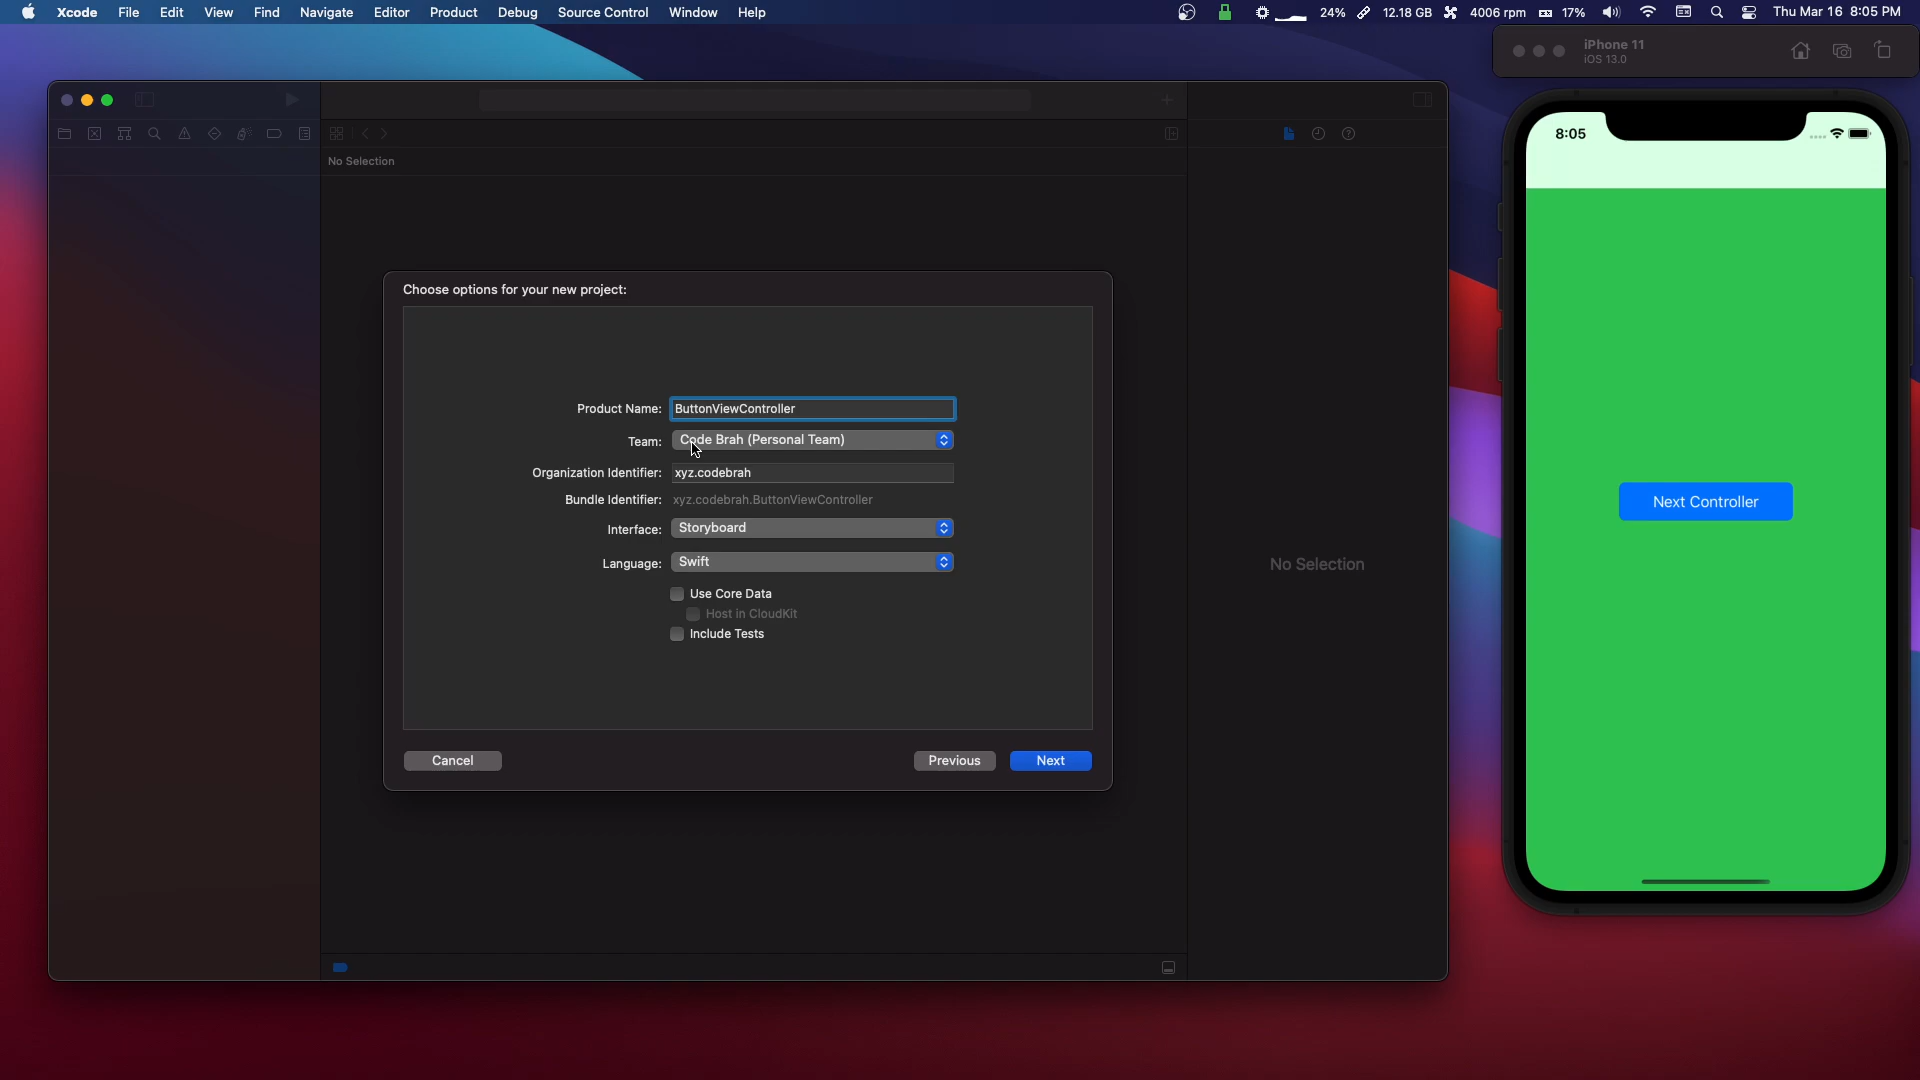 Xcode File Edit View Find Navigate Editor Product Debug Source Control Window Help 24% 12.18 GB 4006 rpm 17% Thu Mar 16 8:05 PM
iPhone 11
iOS 13.0
8:05
No Selection
Choose options for your new project:
Product Name: ButtonViewController
Team: Code Brah (Personal Team)
Organization Identifier: xyz.codebrah
Bundle Identifier: xyz.codebrah.ButtonViewController
Next Controller
Interface: Storyboard
Language: Swift
No Selection
Use Core Data
Host in CloudKit
Include Tests
Cancel Previous Next